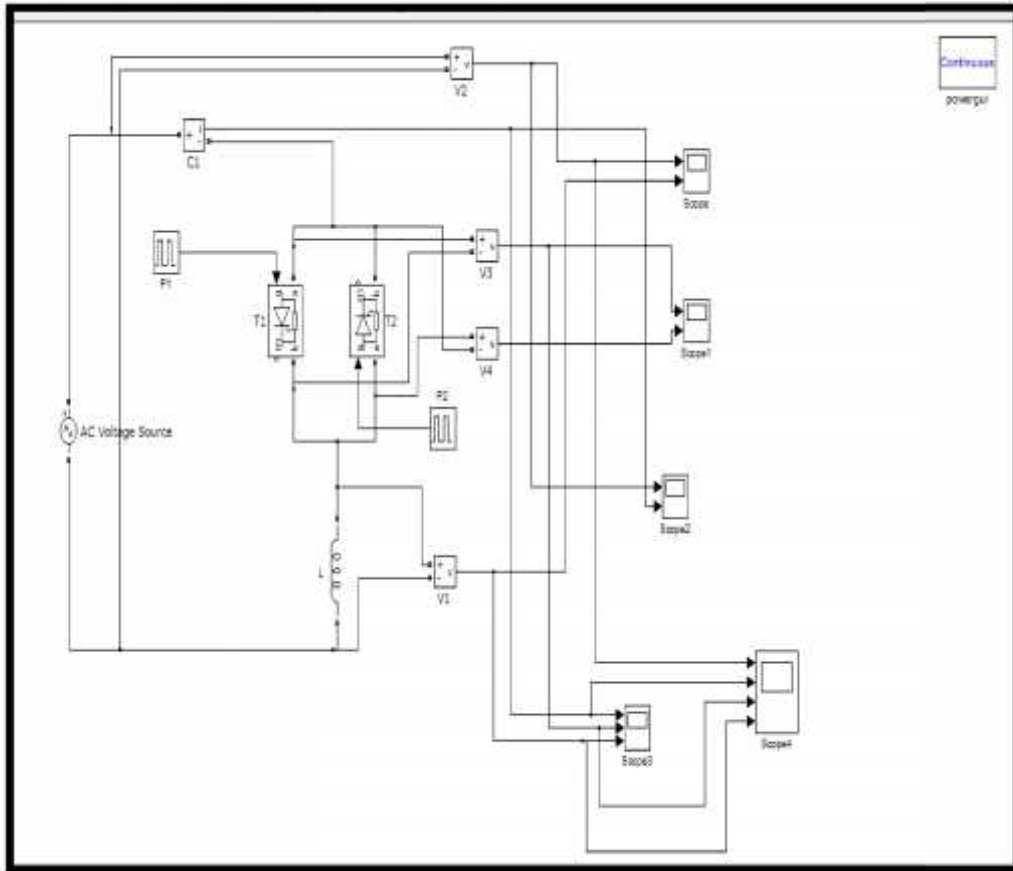 V2
Continuous
powergui
C1
Scope
P1
V3
T1
T2
V4
Scope1
P2
AC Voltage Source
Scope2
L
V1
Scope4
Scope3